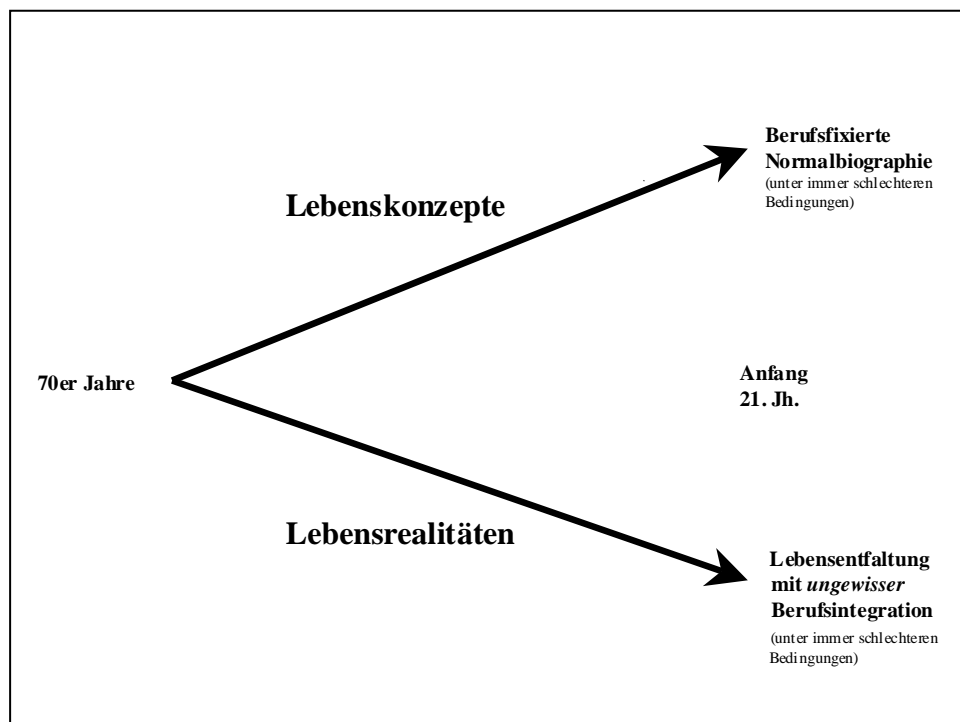 Berufsfixierte
Normalbiographie
(unter immer schlechteren
Bedingungen)
Lebenskonzepte
70er Jahre
Anfang
21. Jh.
Lebensrealitäten
Lebensentfaltung
mit ungewisser
Berufsintegration
(unter immer schlechteren
Bedingungen)